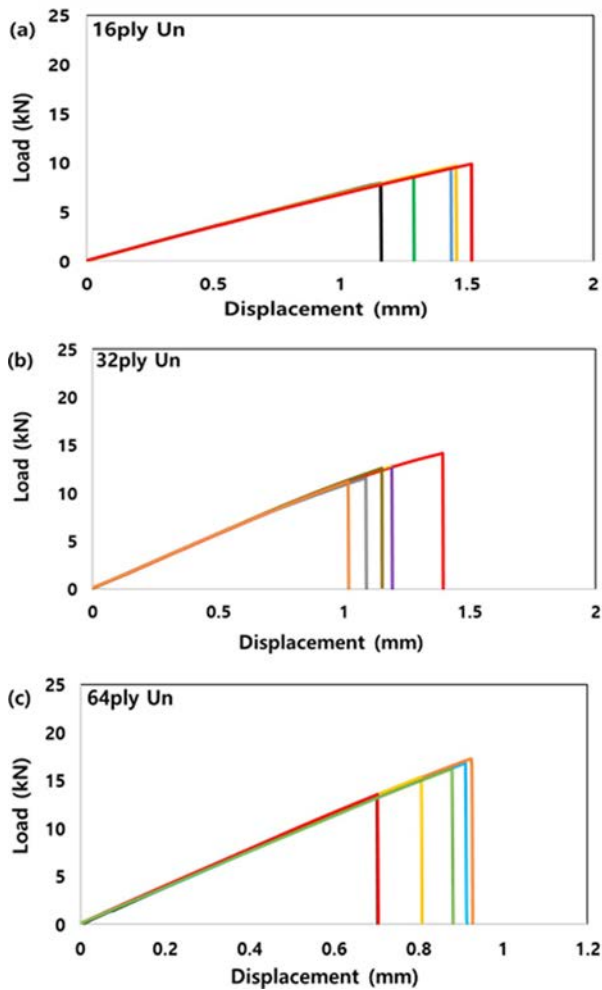 (a)
16ply Un
25
20
15
10
5
0
Load (kN)
0 0.5 1 1.5 2
Displacement (mm)
(b)
32ply Un
25
20
15
10
5
0
Load (kN)
0 0.5 1 1.5 2
Displacement (mm)
(c)
64ply Un
25
20
15
10
5
0
Load (kN)
0 0.2 0.4 0.6 0.8 1 1.2
Displacement (mm)